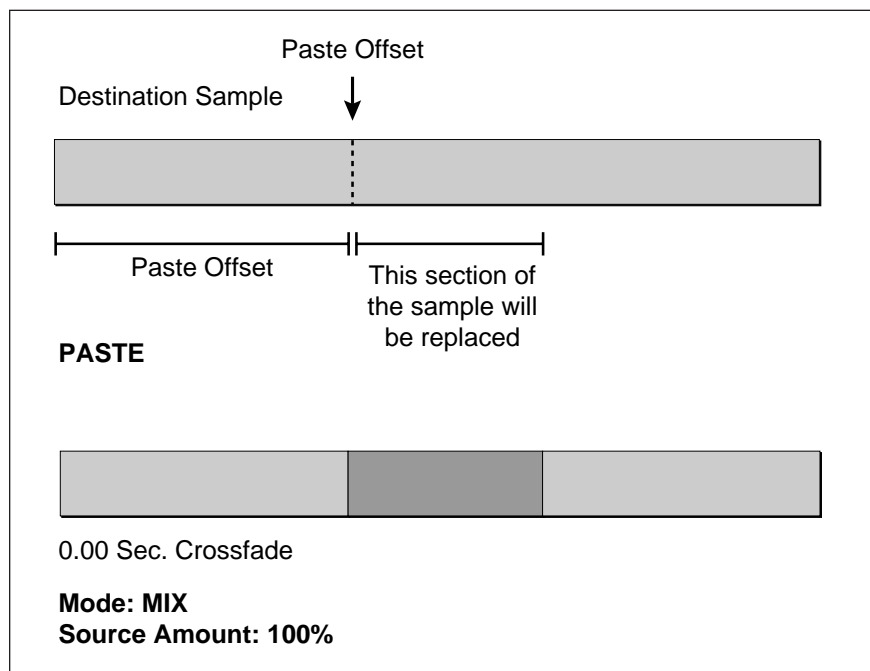 Paste Offset
Destination Sample
Paste Offset
This section of
the sample will
be replaced
PASTE
0.00 Sec. Crossfade
Mode: MIX
Source Amount: 100%